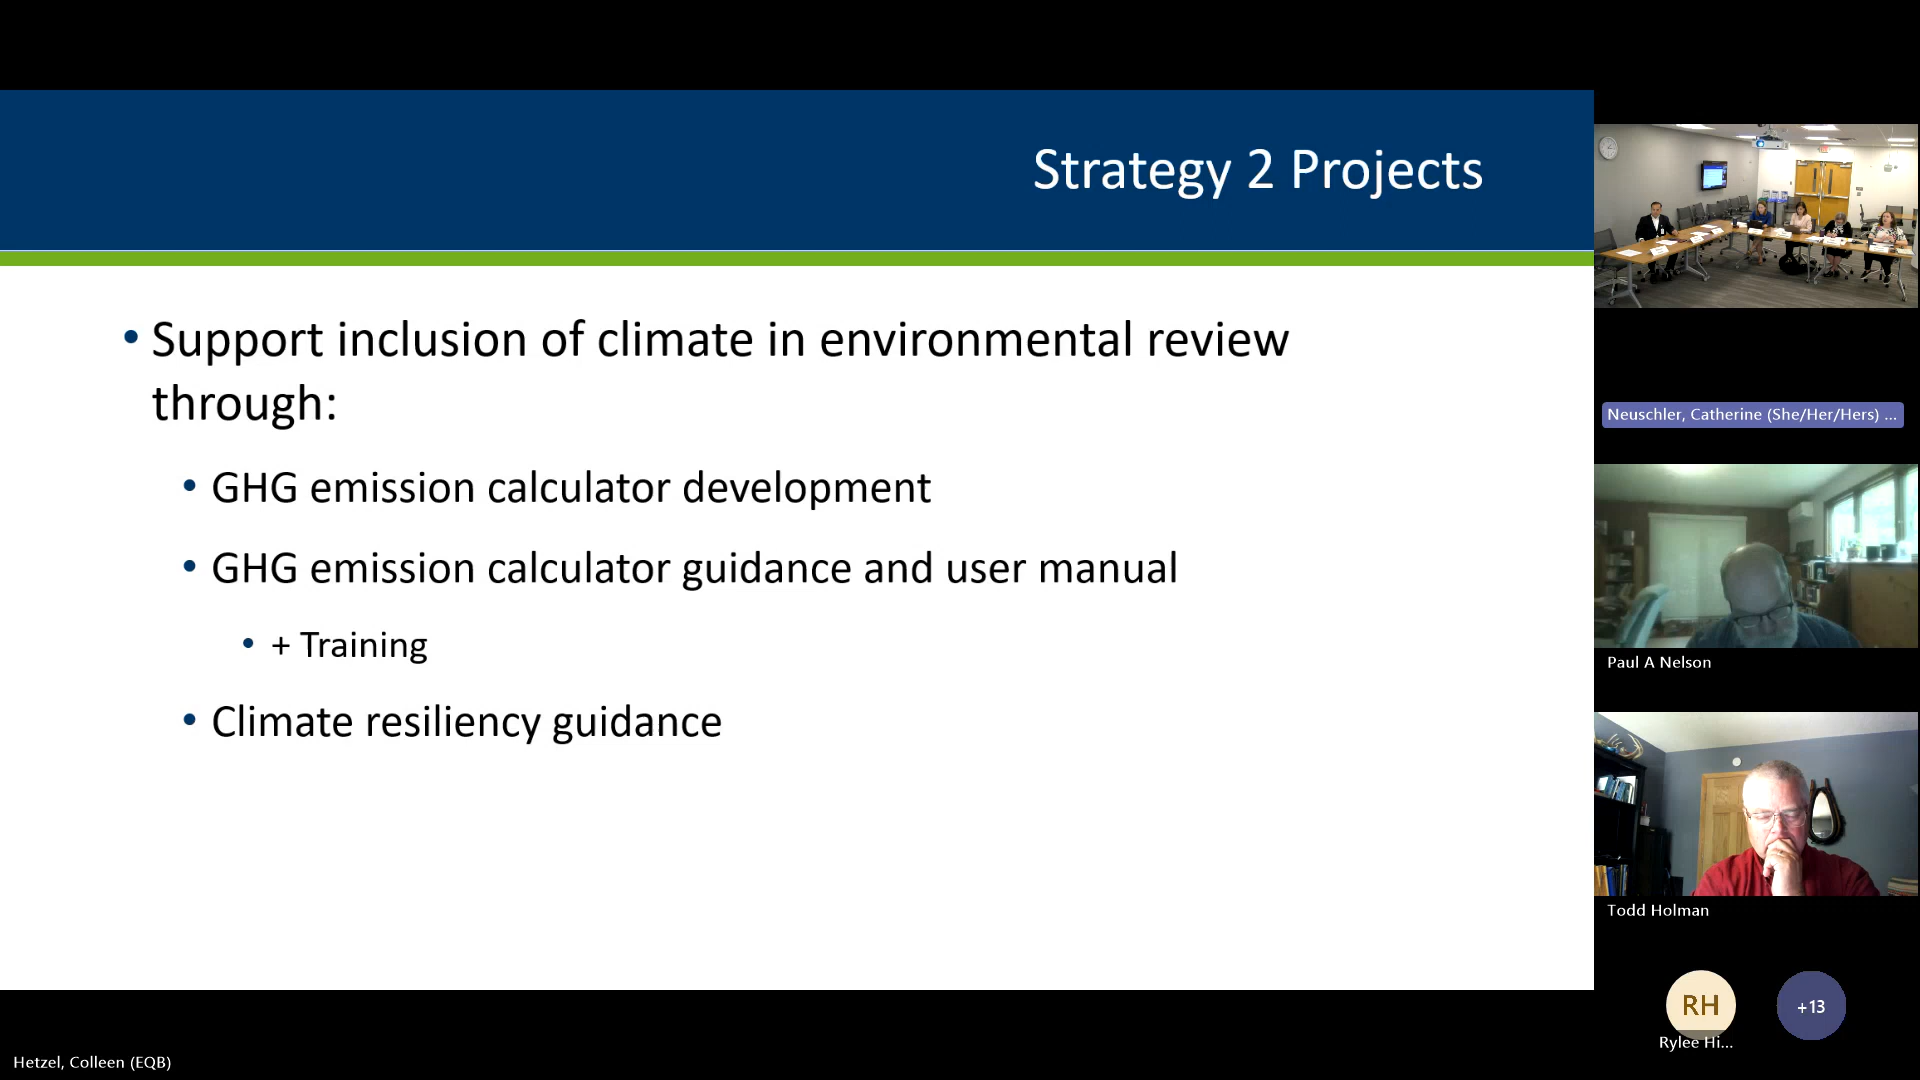 Strategy 2 Projects
• Support inclusion of climate in environmental review
through:
• GHG emission calculator development
• GHG emission calculator guidance and user manual
• + Training
• Climate resiliency guidance
Neuschler, Catherine (She/Her/Hers) ...
Paul A Nelson
Todd Holman
RH
+13
Rylee Hi...
Hetzel, Colleen (EQB)